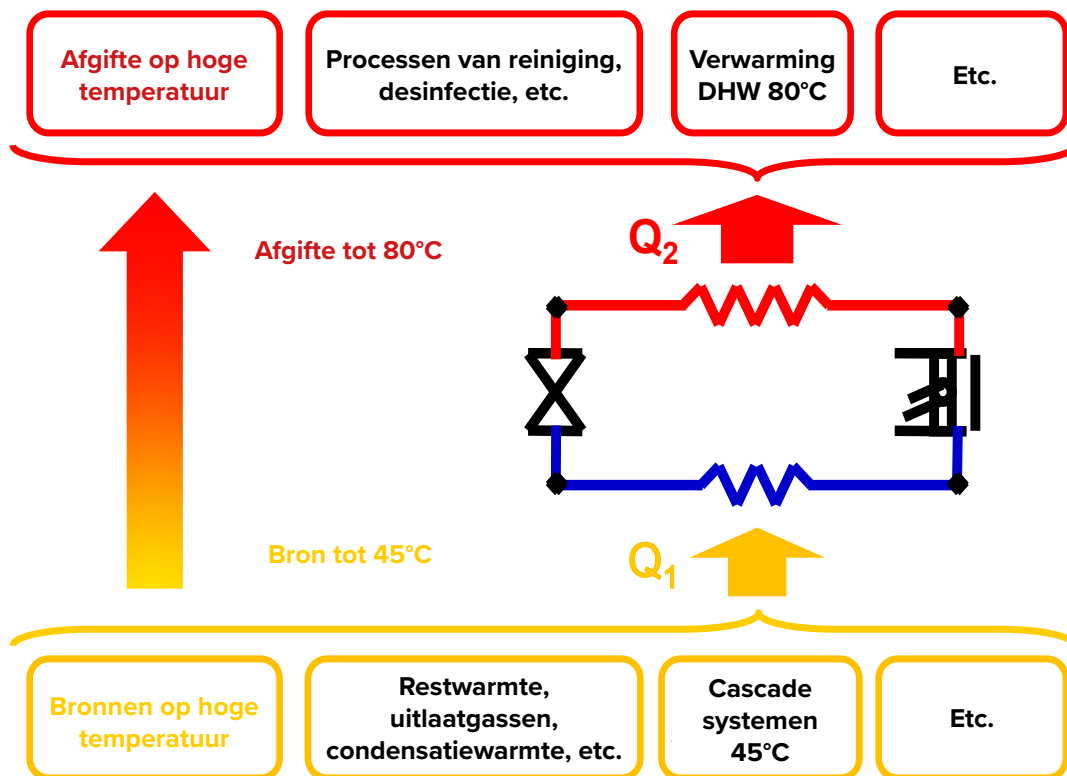 Afgifte op hoge
temperatuur
Processen van reiniging,
desinfectie, etc.
Verwarming
DHW 80°C
Etc.
Afgifte tot 80°C
Q2
Bron tot 45°C
Q1
Bronnen op hoge
temperatuur
Restwarmte,
uitlaatgassen,
condensatiewarmte, etc.
Cascade
systemen
45°C
Etc.